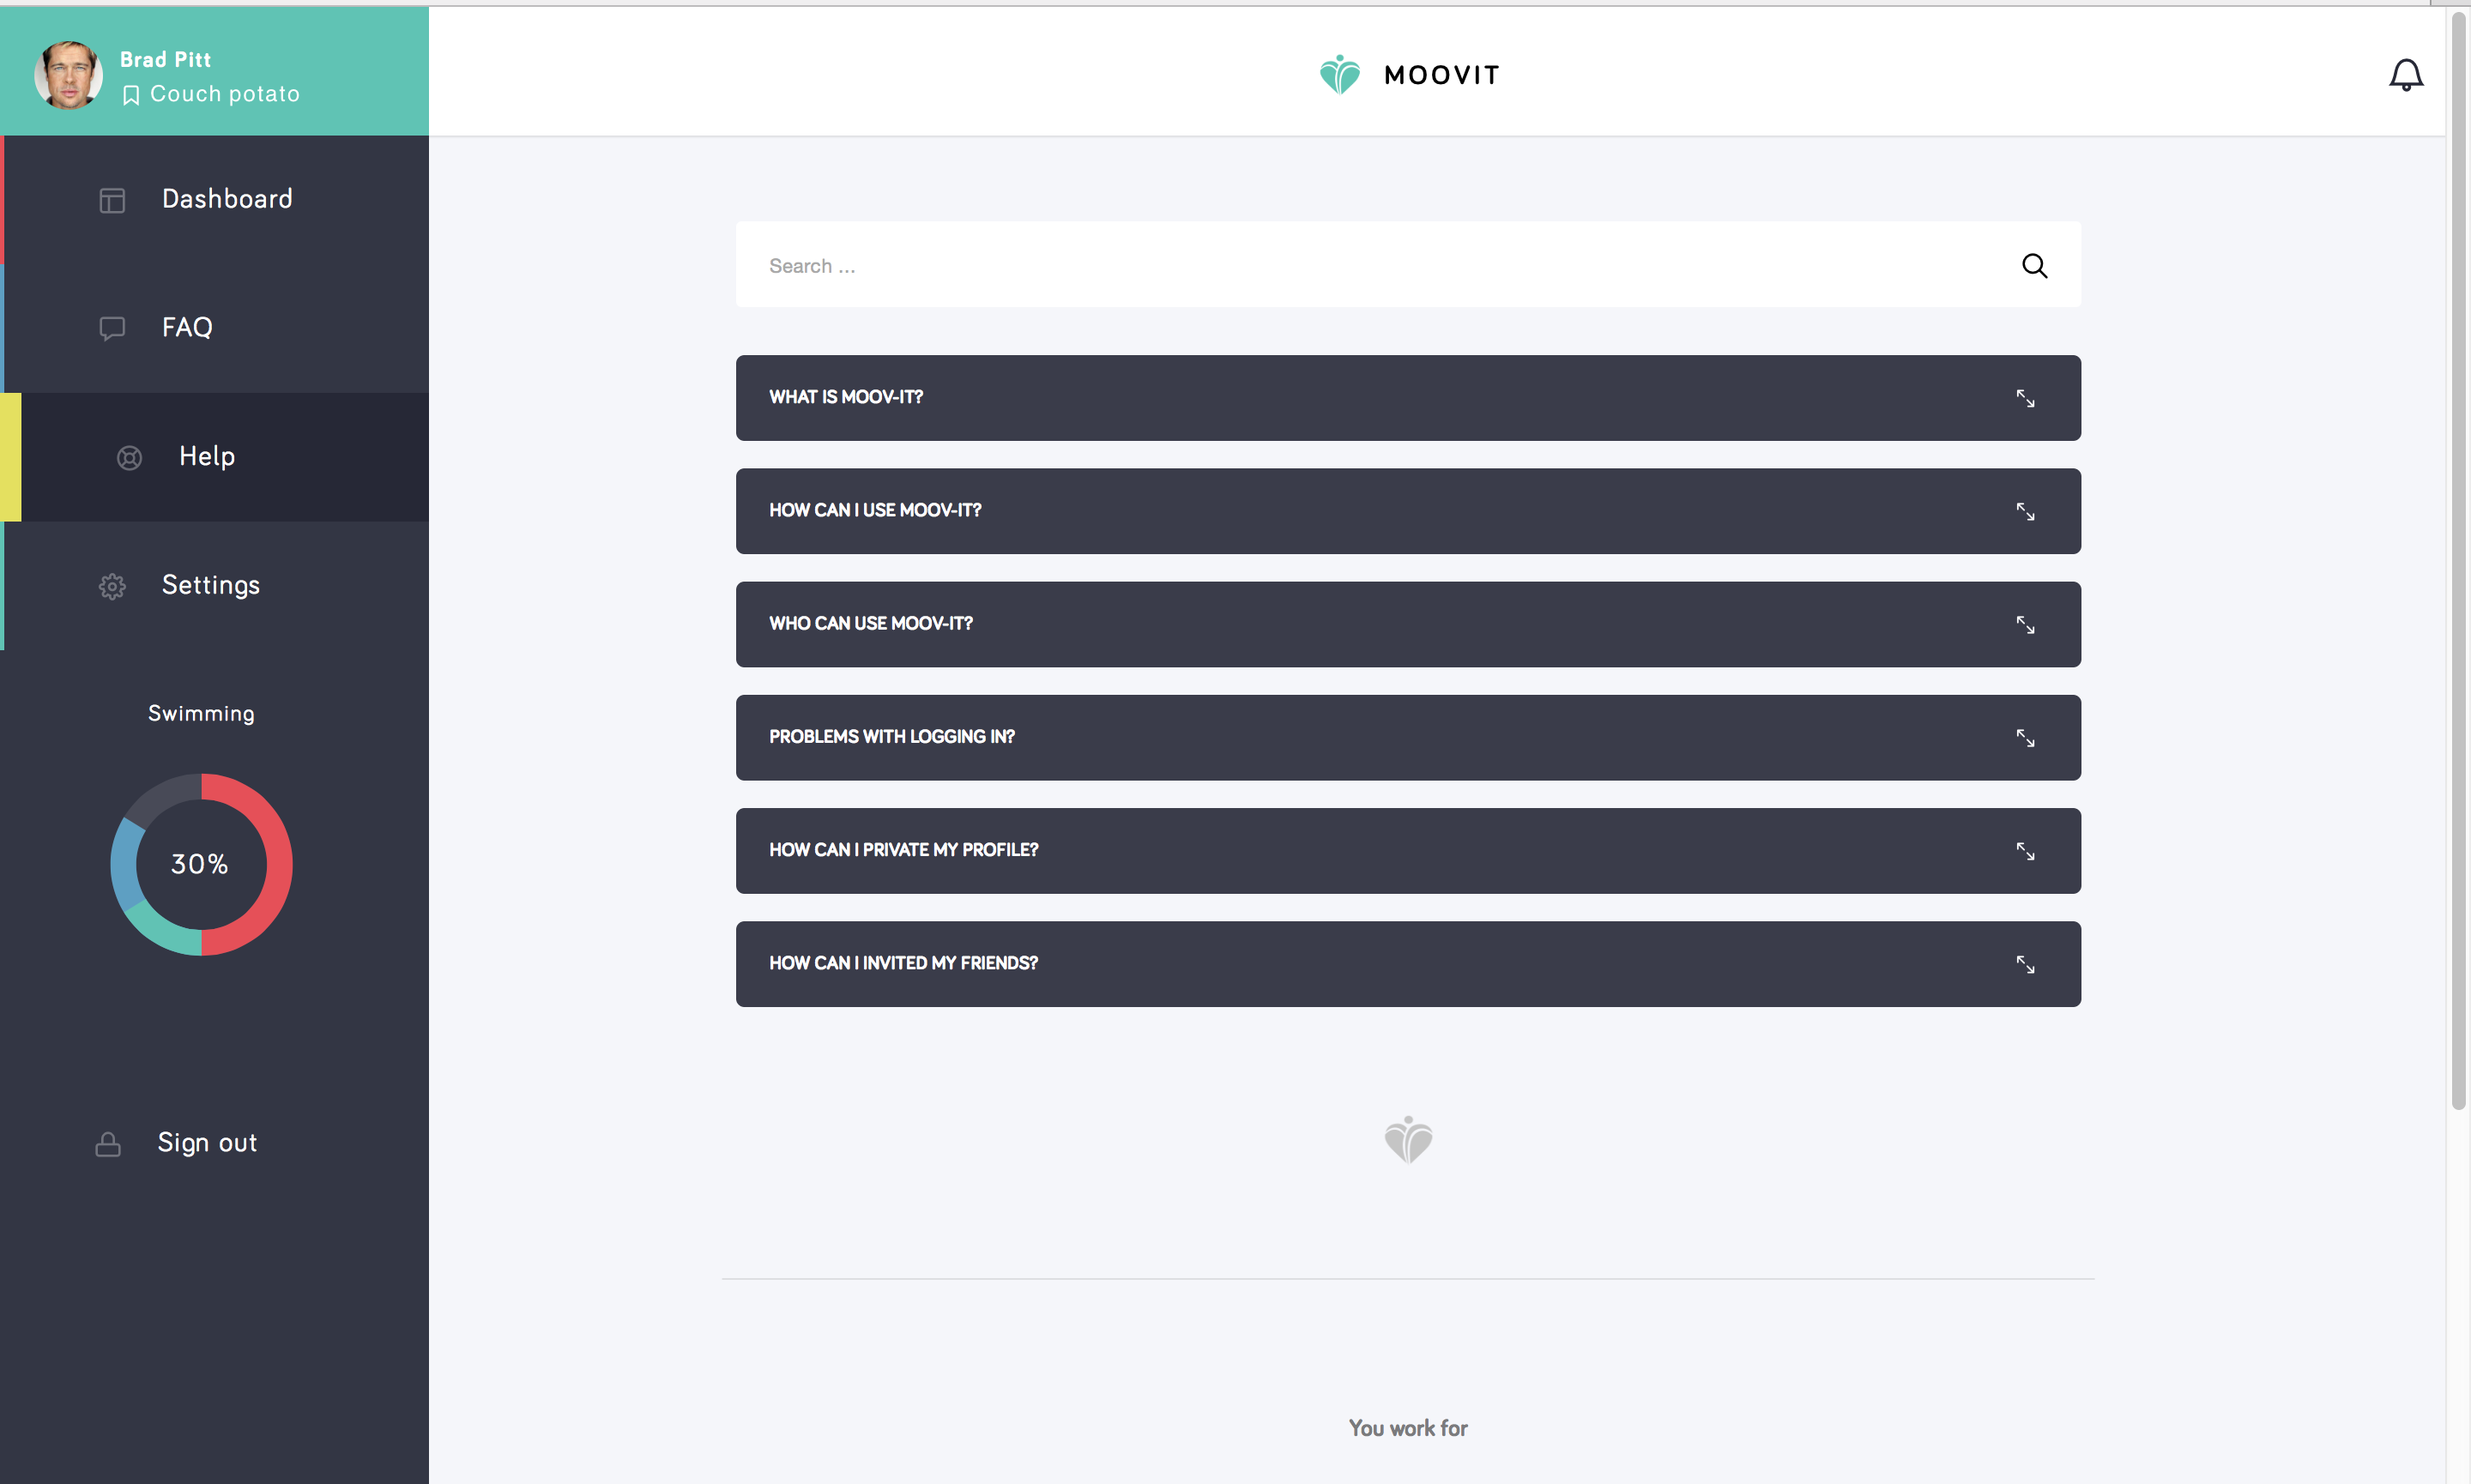 Brad Pitt
Couch potato
MOOVIT
Dashboard
FAQ
Help
Settings
Swimming
30%
Sign out
Search ...
WHAT IS MOOV-IT?
HOW CAN I USE MOOV-IT?
WHO CAN USE MOOV-IT?
PROBLEMS WITH LOGGING IN?
HOW CAN I PRIVATE MY PROFILE?
HOW CAN I INVITED MY FRIENDS?
You work for